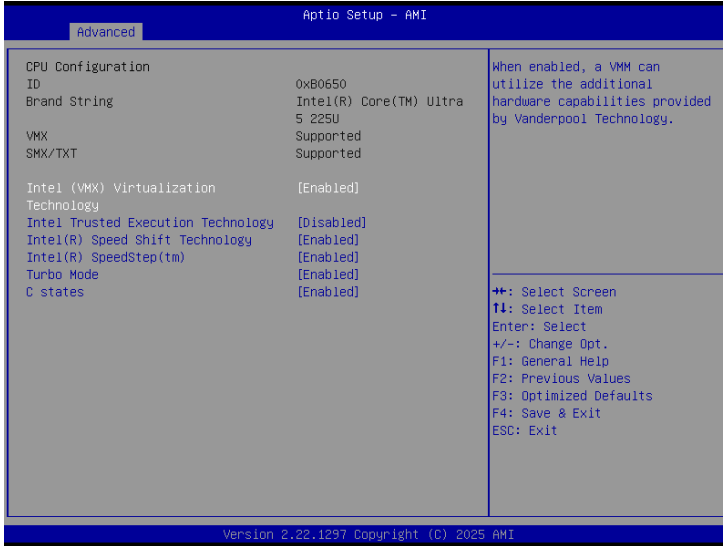 Aptio Setup – AMI
Advanced
CPU Configuration
ID 0xB0650
Brand String Intel(R) Core(TM) Ultra
5 225U
VMX Supported
SMX/TXT Supported
Intel (VMX) Virtualization [Enabled]
Technology
Intel Trusted Execution Technology [Disabled]
Intel(R) Speed Shift Technology [Enabled]
Intel(R) SpeedStep(tm) [Enabled]
Turbo Mode [Enabled]
C states [Enabled]
When enabled, a VMM can
utilize the additional
hardware capabilities provided
by Vanderpool Technology.
→←: Select Screen
↑↓: Select Item
Enter: Select
+/-: Change Opt.
F1: General Help
F2: Previous Values
F3: Optimized Defaults
F4: Save & Exit
ESC: Exit
Version 2.22.1297 Copyright (C) 2025 AMI